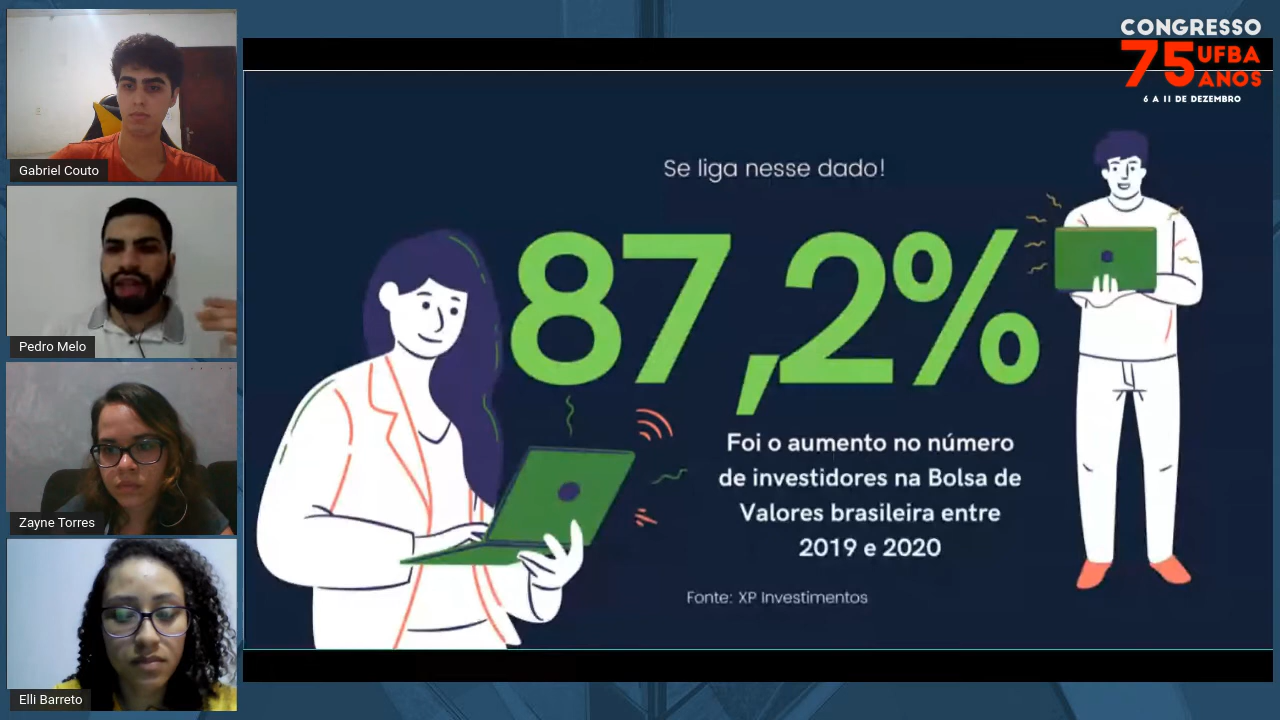 CONGRESSO
75 UFBA
ANOS
6 A 11 DE DEZEMBRO
Gabriel Couto
Pedro Melo
Zayne Torres
Elli Barreto
Se liga nesse dado!
87,2%
Foi o aumento no número
de investidores na Bolsa de
Valores brasileira entre
2019 e 2020
Fonte: XP Investimentos